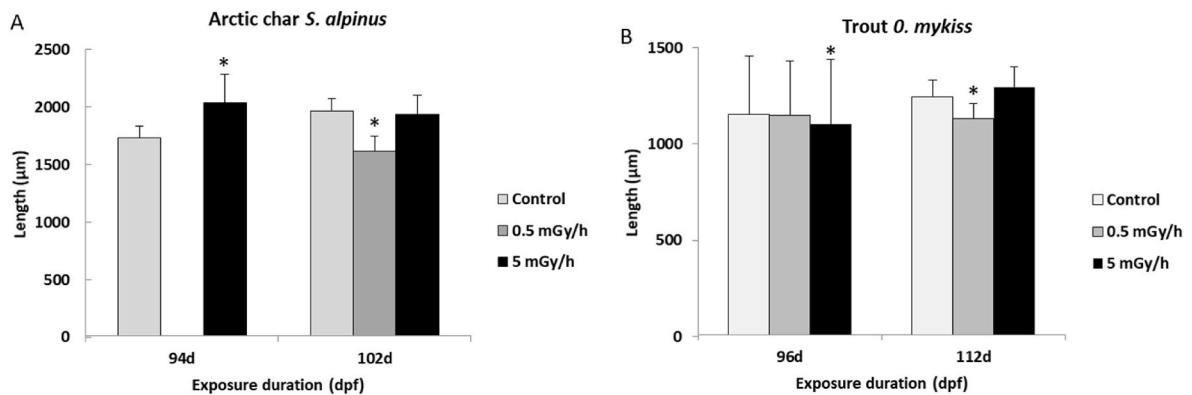 A
Arctic char S. alpinus
2500
2000
1500
1000
500
0
Length (µm)
*
*
94d
102d
Exposure duration (dpf)
Control
0.5 mGy/h
5 mGy/h
B
Trout O. mykiss
1500
1000
500
0
Length (µm)
*
*
96d
112d
Exposure duration (dpf)
Control
0.5 mGy/h
5 mGy/h